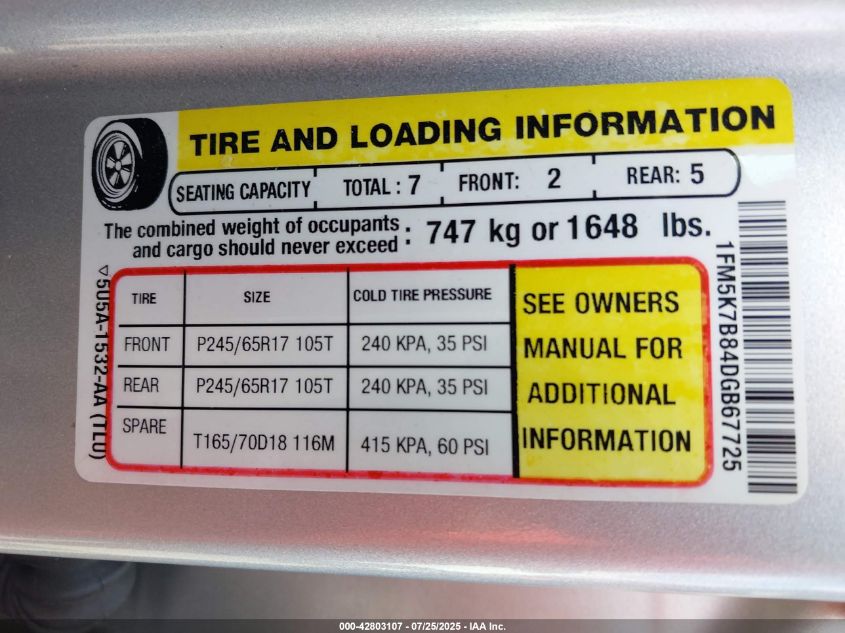 TIRE AND LOADING INFORMATION
SEATING CAPACITY TOTAL : 7 FRONT: 2 REAR: 5
The combined weight of occupants
and cargo should never exceed : 747 kg or 1648 lbs.
TIRE SIZE COLD TIRE PRESSURE
FRONT P245/65R17 105T 240 KPA, 35 PSI
REAR P245/65R17 105T 240 KPA, 35 PSI
SPARE T165/70D18 116M 415 KPA, 60 PSI
SEE OWNERS
MANUAL FOR
ADDITIONAL
INFORMATION
1FM5K7B84DGB67725
5U5A-1532-AA (TLU)
000-42803107 - 07/25/2025 - IAA Inc.